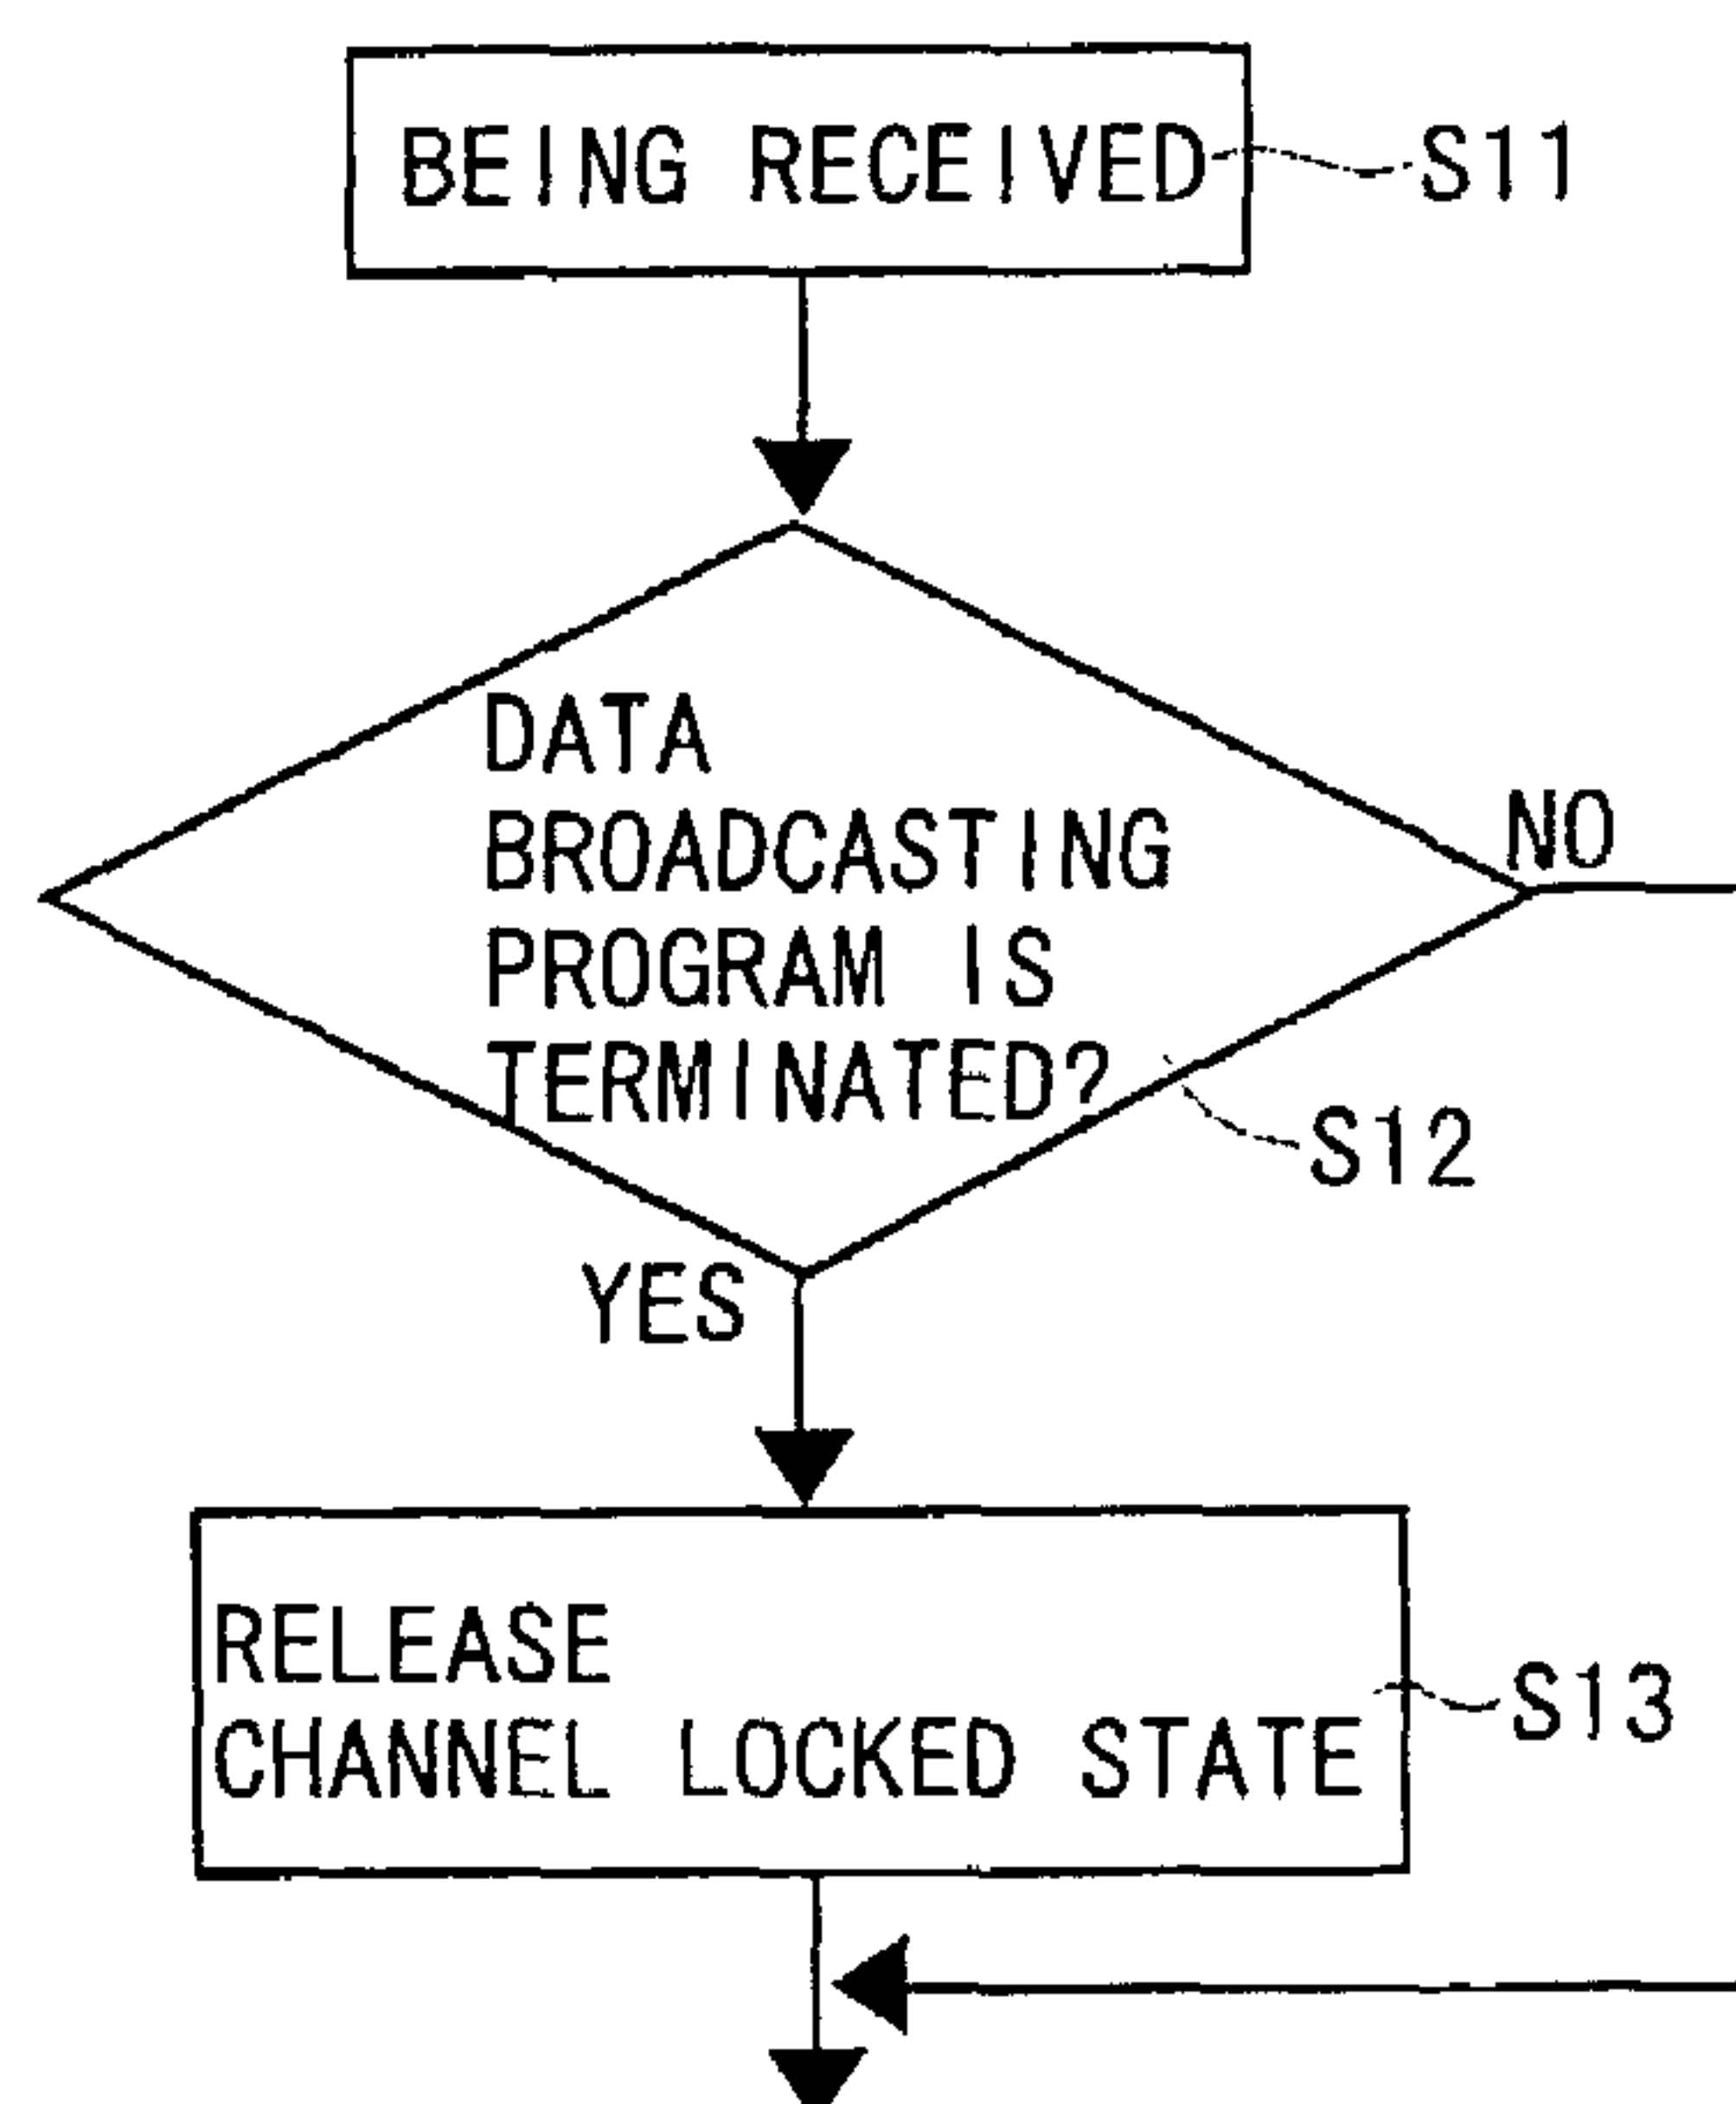 BEING RECEIVED
S11
DATA
BROADCASTING
PROGRAM IS
TERMINATED?
NO
S12
YES
RELEASE
CHANNEL LOCKED STATE
S13